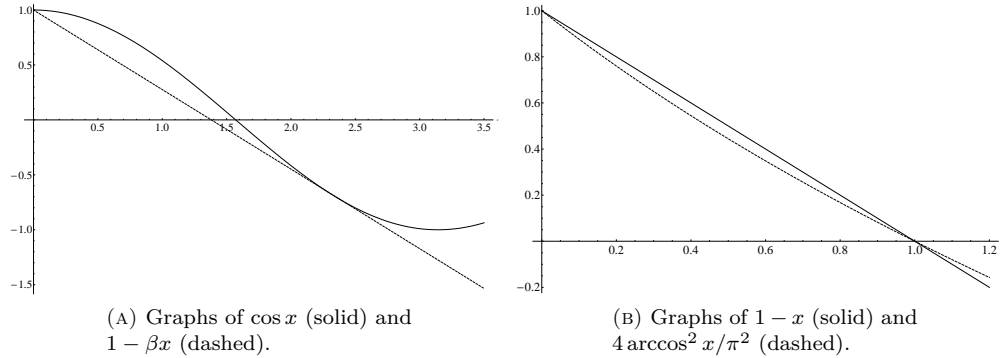 1.0
0.5
0.5 1.0 1.5 2.0 2.5 3.0 3.5
−0.5
−1.0
−1.5
1.0
0.8
0.6
0.4
0.2
0.2 0.4 0.6 0.8 1.0 1.2
−0.2
(A) Graphs of cos x (solid) and
1 − βx (dashed).
(B) Graphs of 1 − x (solid) and
4 arccos² x/π² (dashed).